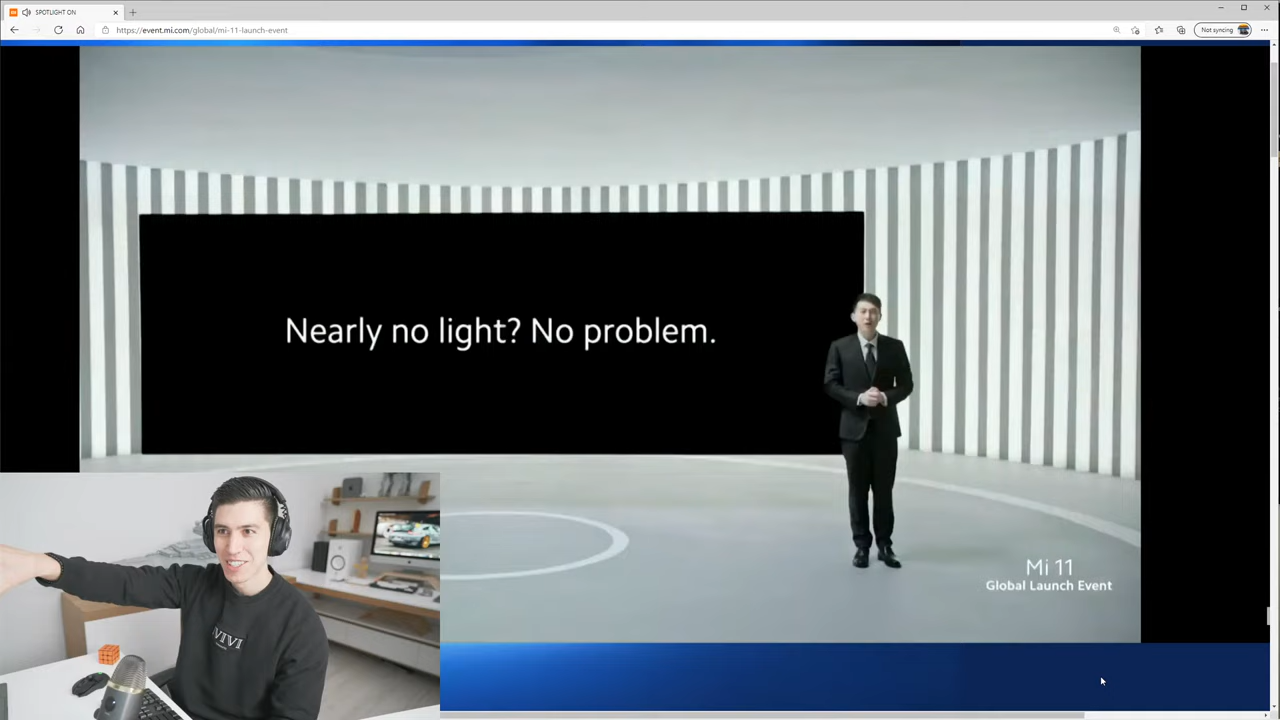 SPOTLIGHT ON
https://event.mi.com/global/mi-11-launch-event
Not syncing
Nearly no light? No problem.
Mi 11
Global Launch Event